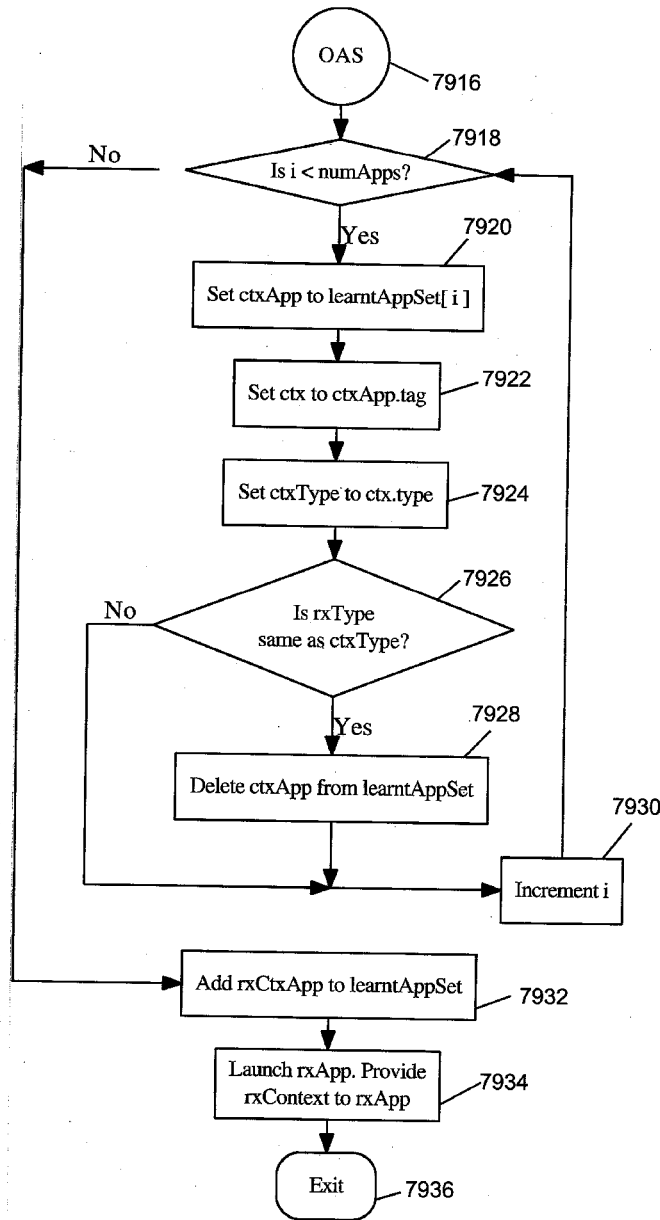 OAS
7916
7918
No
Is i < numApps?
Yes
7920
Set ctxApp to learntAppSet[ i ]
7922
Set ctx to ctxApp.tag
Set ctxType to ctx.type
7924
7926
No
Is rxType
same as ctxType?
Yes
7928
Delete ctxApp from learntAppSet
7930
Increment i
Add rxCtxApp to learntAppSet
7932
Launch rxApp. Provide
rxContext to rxApp
7934
Exit
7936